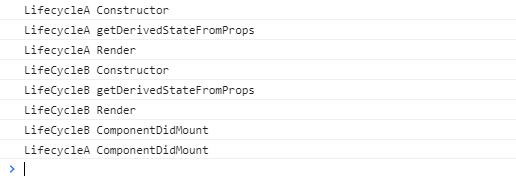 LifecycleA Constructor
LifecycleA getDerivedStateFromProps
LifecycleA Render
LifeCycleB Constructor
LifeCycleB getDerivedStateFromProps
LifeCycleB Render
LifeCycleB ComponentDidMount
LifecycleA ComponentDidMount
>